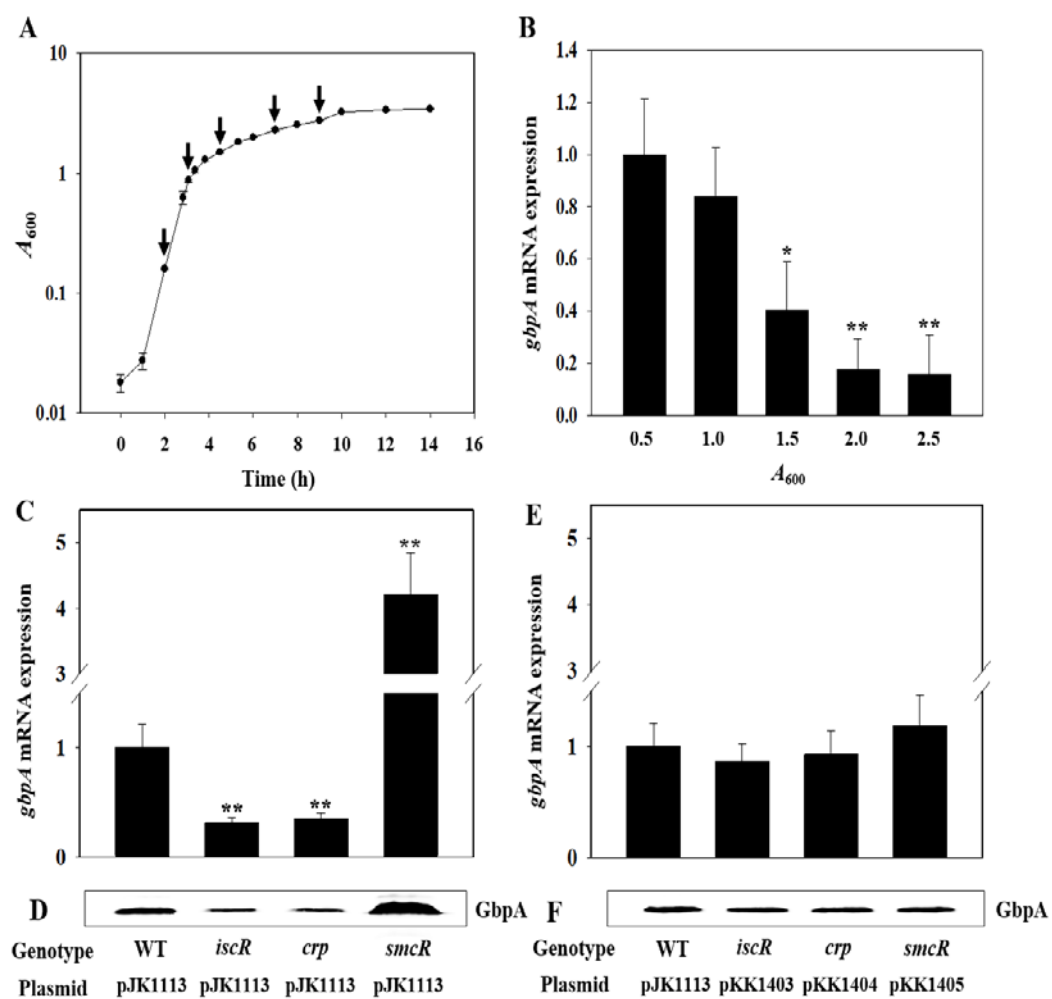 A
10
1
0.1
0.01
A600
0 2 4 6 8 10 12 14 16
Time (h)
B
1.4
1.2
1.0
0.8
0.6
0.4
0.2
0.0
gbpA mRNA expression
*
**
**
0.5 1.0 1.5 2.0 2.5
A600
C
5
4
3
1
0
gbpA mRNA expression
**
**
**
E
5
4
3
1
0
gbpA mRNA expression
D GbpA
Genotype WT iscR crp smcR
Plasmid pJK1113 pJK1113 pJK1113 pJK1113
F GbpA
Genotype WT iscR crp smcR
Plasmid pJK1113 pKK1403 pKK1404 pKK1405